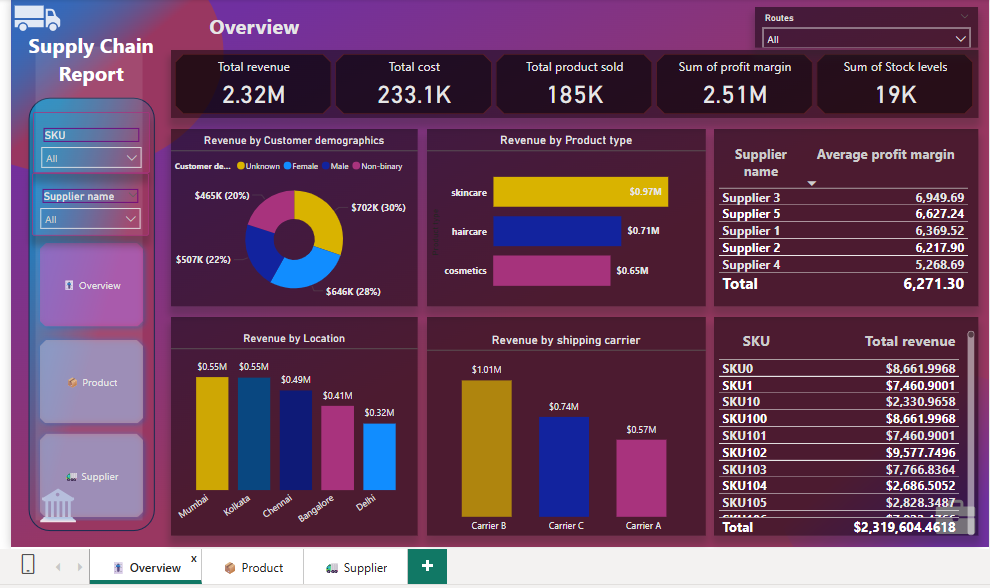 Supply Chain
Report
Overview
Routes
All
Total revenue
2.32M
Total cost
233.1K
Total product sold
185K
Sum of profit margin
2.51M
Sum of Stock levels
19K
SKU
All
Supplier name
All
Overview
Product
Supplier
Revenue by Customer demographics
Customer de... Unknown Female Male Non-binary
$465K (20%)
$702K (30%)
$507K (22%)
$646K (28%)
Revenue by Product type
skincare $0.97M
haircare $0.71M
cosmetics $0.65M
Supplier name Average profit margin
Supplier 3 6,949.69
Supplier 5 6,627.24
Supplier 1 6,369.52
Supplier 2 6,217.90
Supplier 4 5,268.69
Total 6,271.30
Revenue by Location
$0.55M $0.55M $0.49M $0.41M $0.32M
Mumbai Kolkata Chennai Bangalore Delhi
Revenue by shipping carrier
$1.01M $0.74M $0.57M
Carrier B Carrier C Carrier A
SKU Total revenue
SKU0 $8,661.9968
SKU1 $7,460.9001
SKU10 $2,330.9658
SKU100 $8,661.9968
SKU101 $7,460.9001
SKU102 $9,577.7496
SKU103 $7,766.8364
SKU104 $2,686.5052
SKU105 $2,828.3487
Total $2,319,604.4618
Overview x
Product
Supplier
+